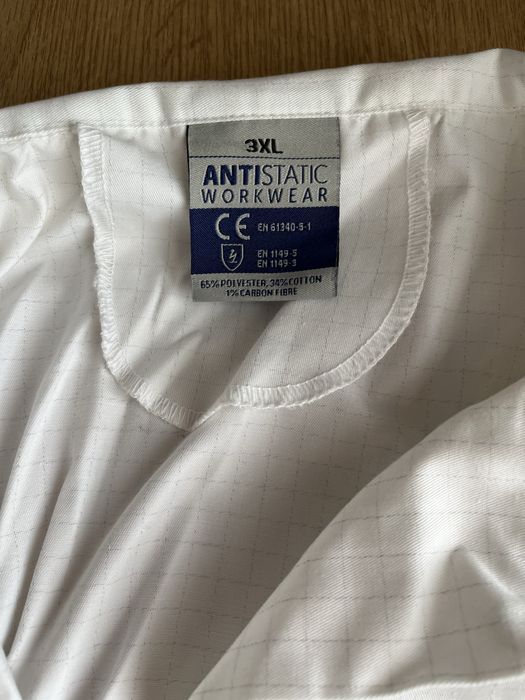 3XL
ANTISTATIC
WORKWEAR
CE EN 61340-5-1
EN 1149-5
EN 1149-3
65% POLYESTER, 34% COTTON
1% CARBON FIBRE